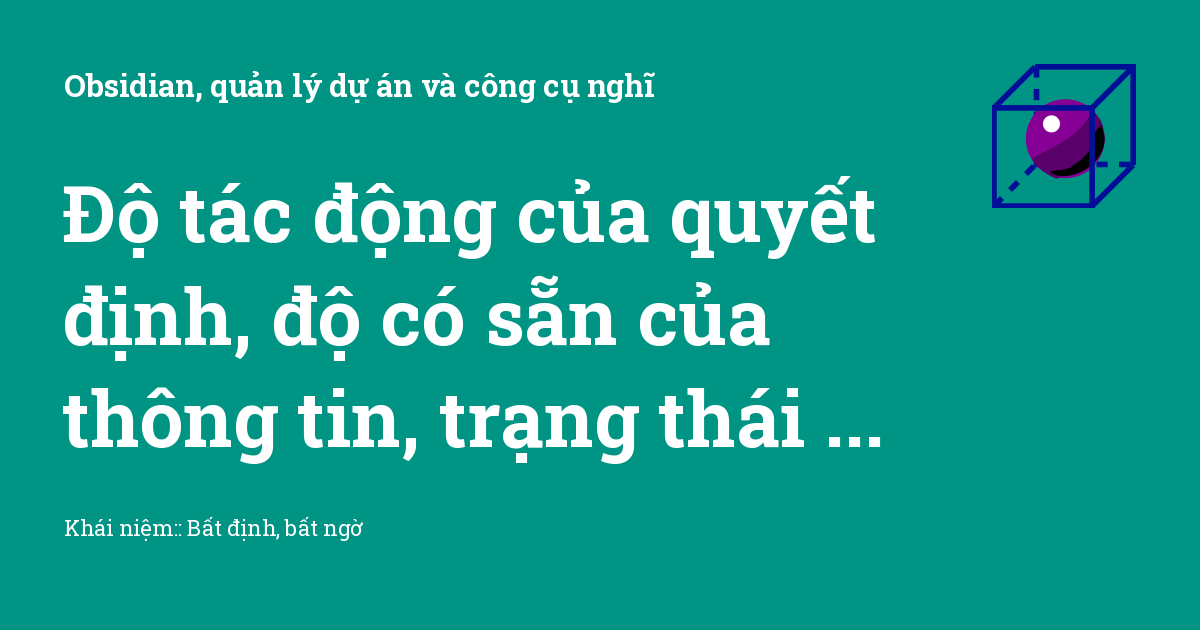 Obsidian, quản lý dự án và công cụ nghĩ
Độ tác động của quyết
định, độ có sẵn của
thông tin, trạng thái ...
Khái niệm:: Bất định, bất ngờ